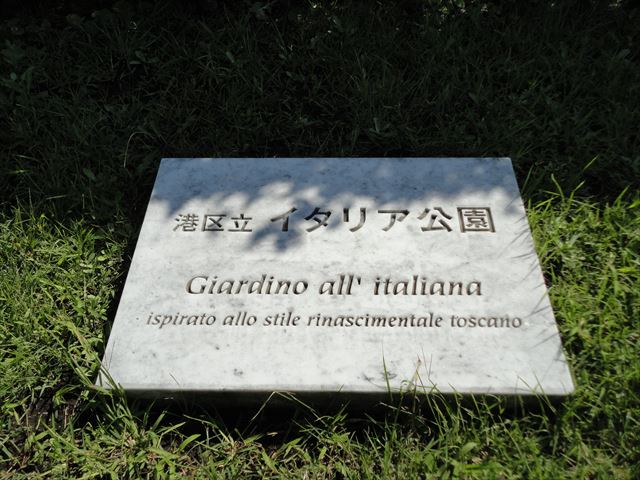 港区立 イタリア公園
Giardino all' italiana
ispirato allo stile rinascimentale toscano